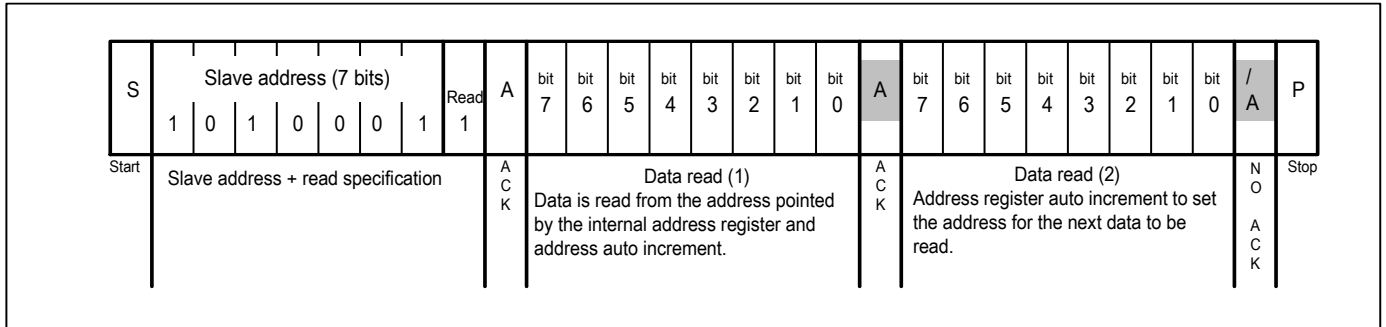 S
Slave address (7 bits)
1 0 1 0 0 0 1
Read
1
A
bit 7
bit 6
bit 5
bit 4
bit 3
bit 2
bit 1
bit 0
A
bit 7
bit 6
bit 5
bit 4
bit 3
bit 2
bit 1
bit 0
/
A
P
Start
Slave address + read specification
A
C
K
Data read (1)
Data is read from the address pointed
by the internal address register and
address auto increment.
A
C
K
Data read (2)
Address register auto increment to set
the address for the next data to be
read.
N
O
A
C
K
Stop